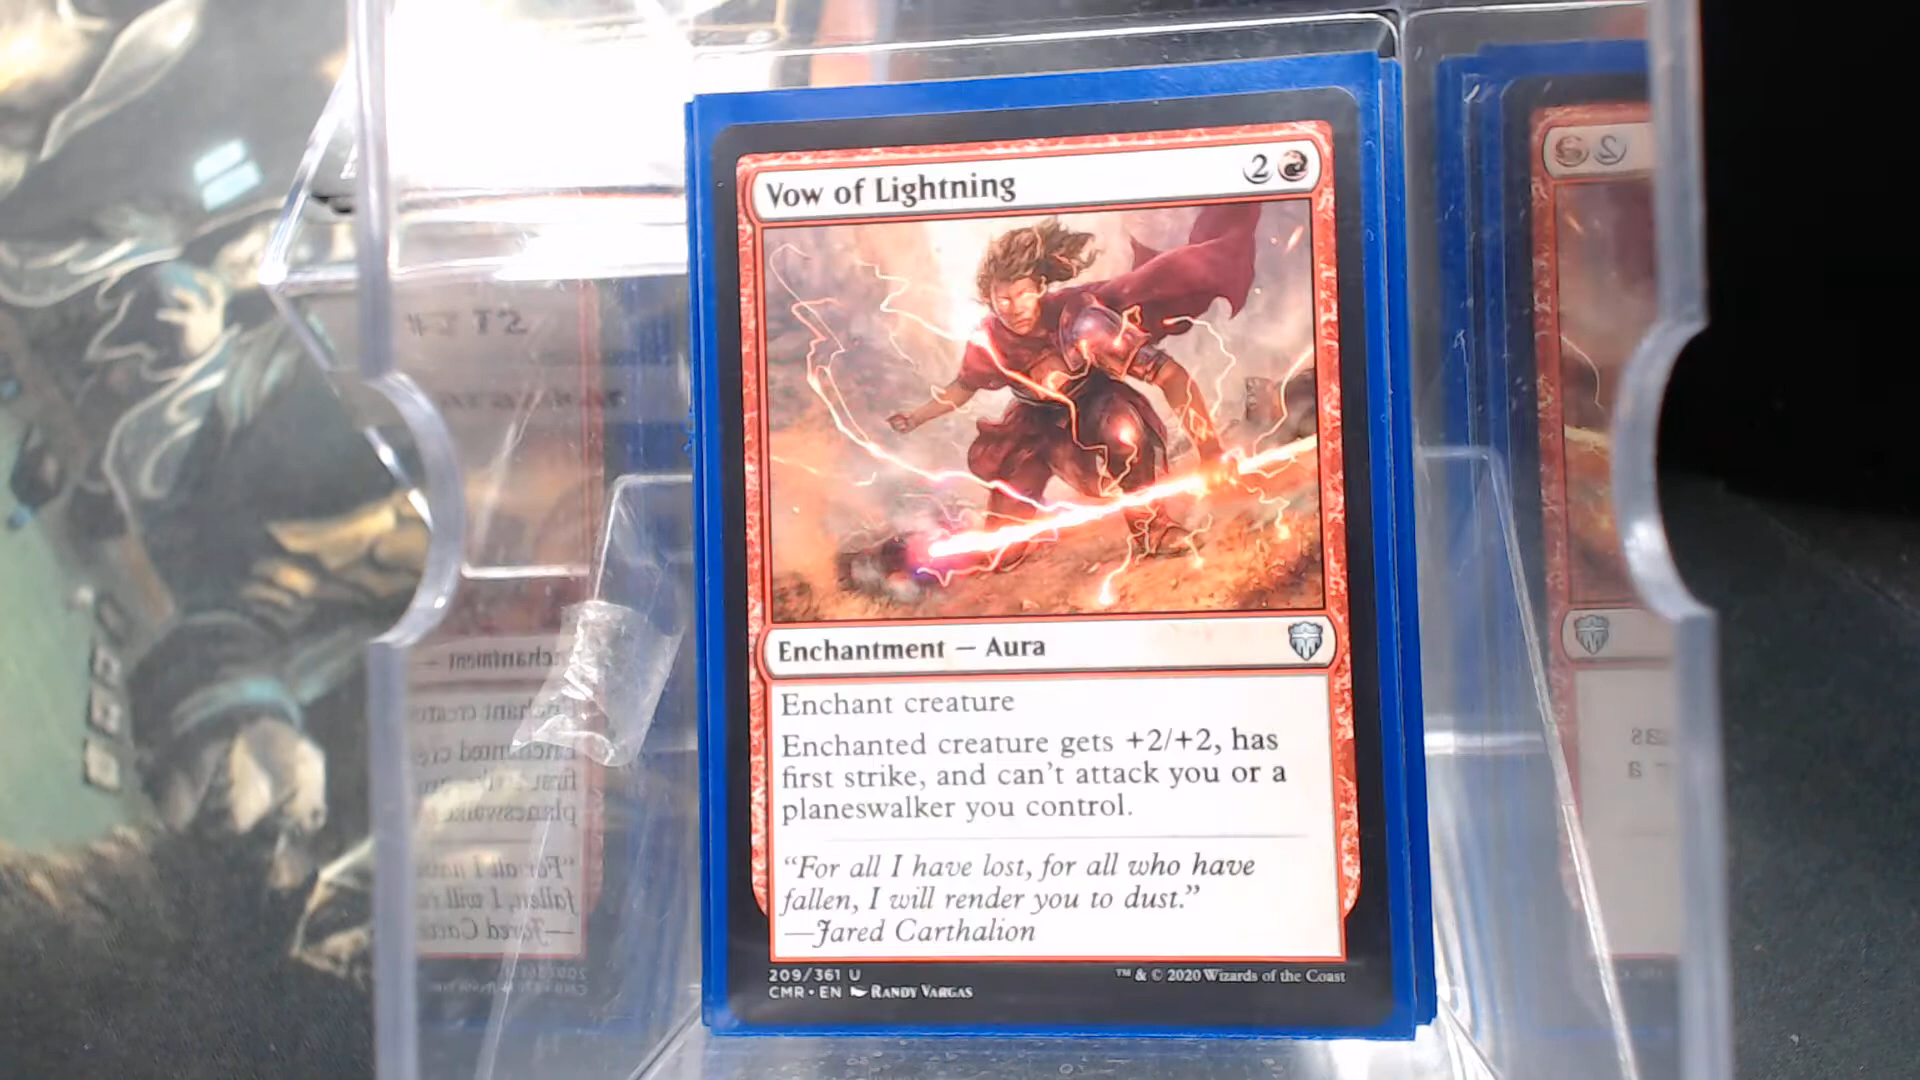 Vow of Lightning
2
Enchantment — Aura
Enchant creature
Enchanted creature gets +2/+2, has
first strike, and can't attack you or a
planeswalker you control.
“For all I have lost, for all who have
fallen, I will render you to dust.”
—Jared Carthalion
209/361 U
™ & © 2020 Wizards of the Coast
CMR • EN Randy Vargas